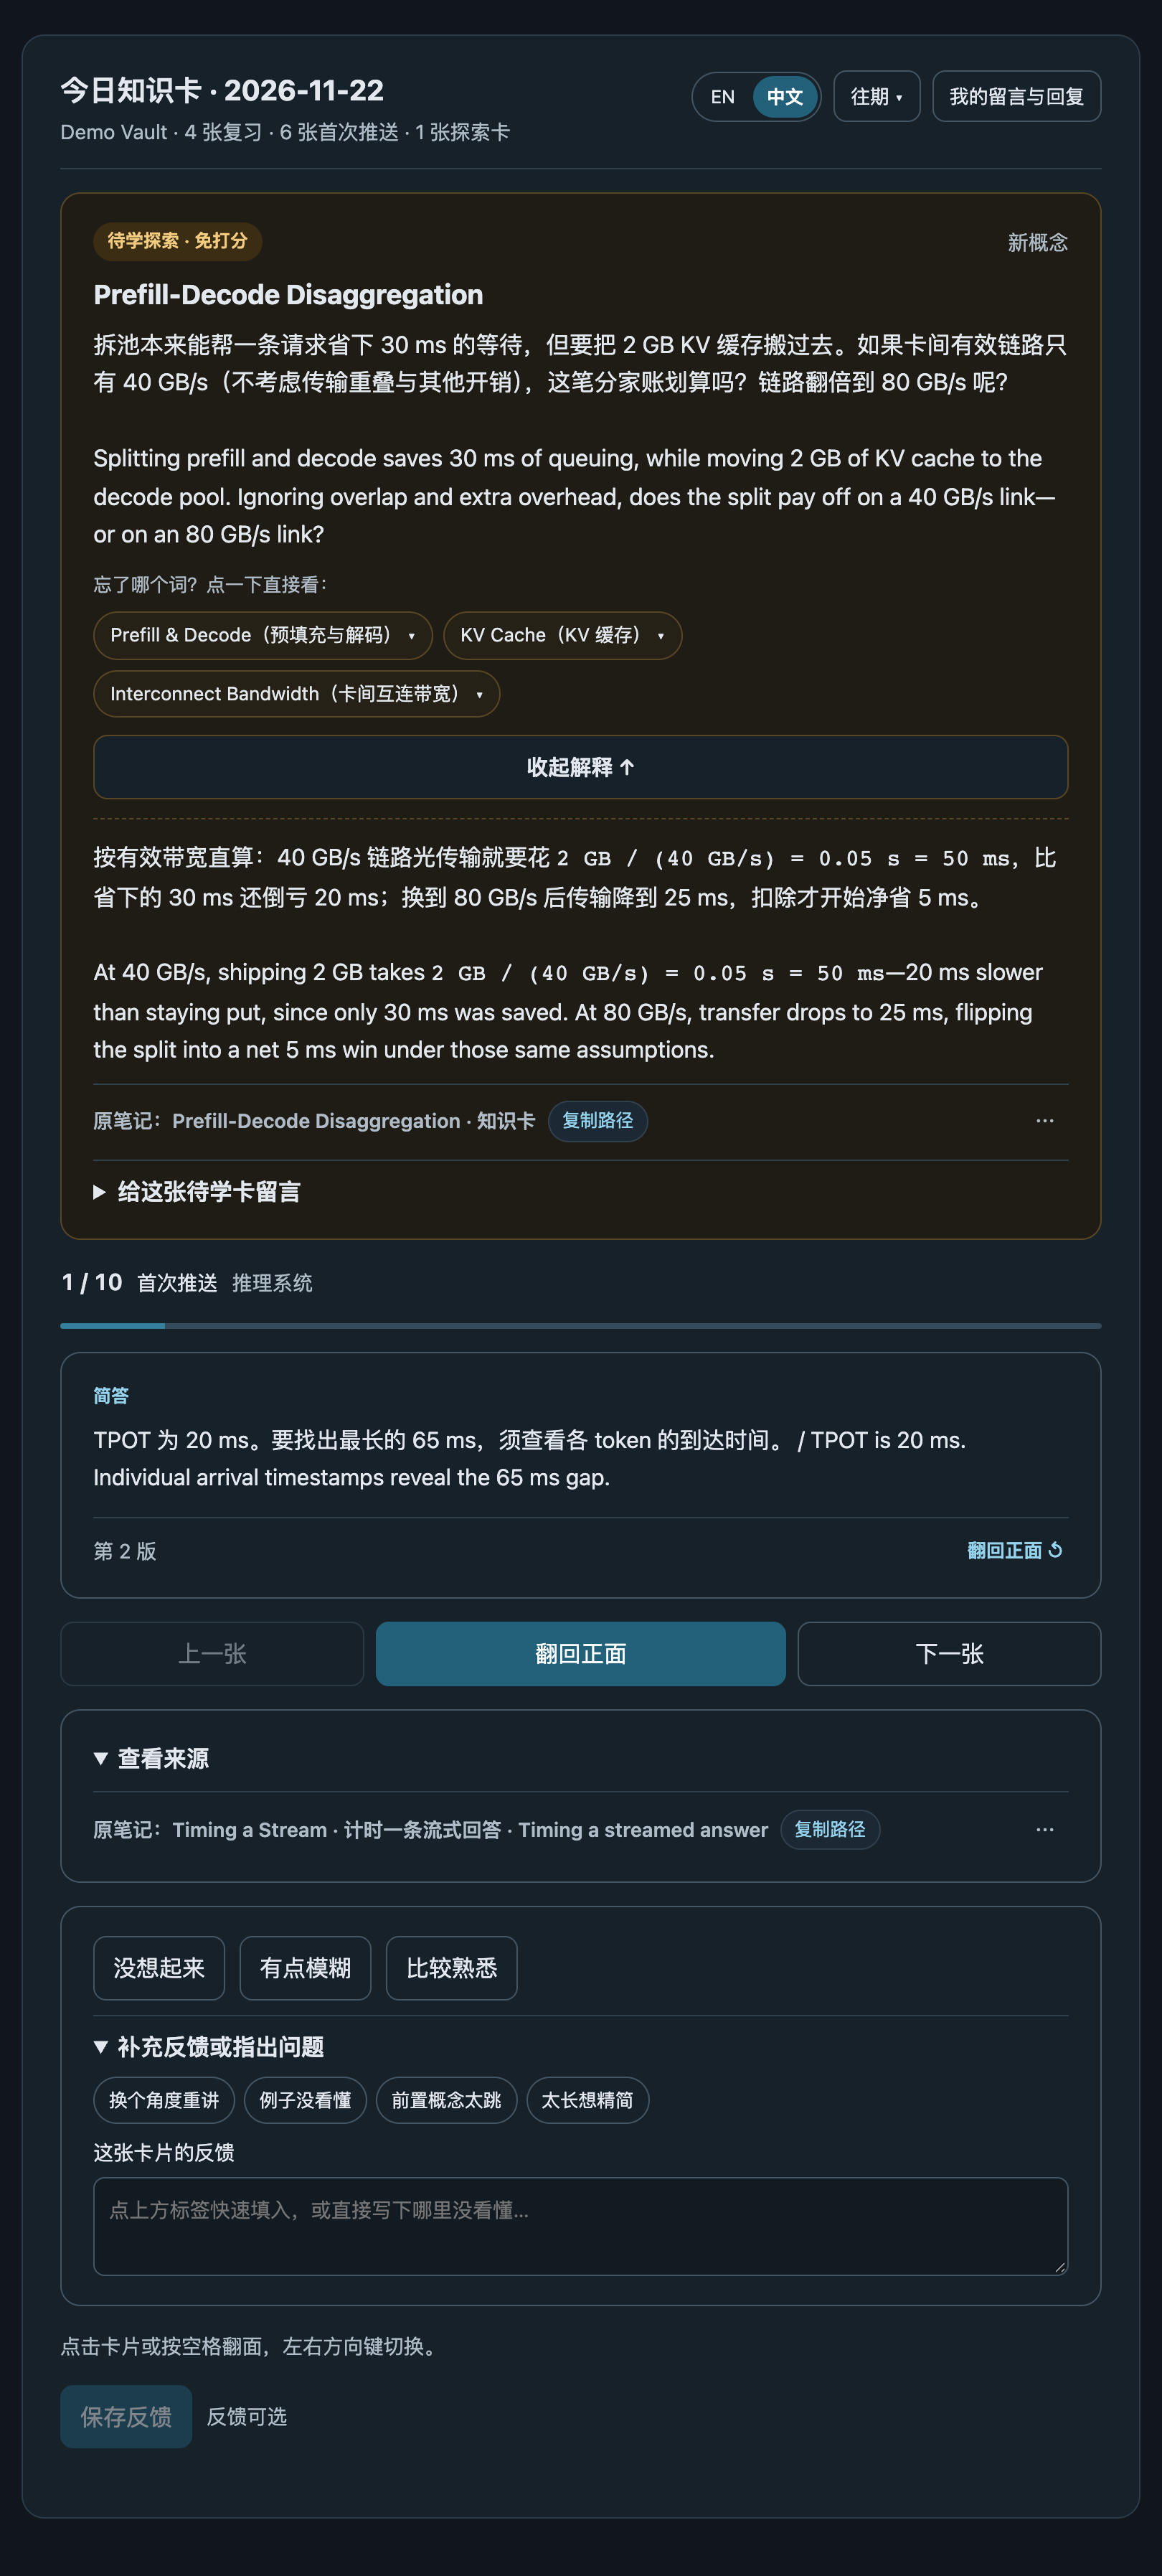 今日知识卡 · 2026-11-22
EN 中文 往期 ▾ 我的留言与回复
Demo Vault · 4 张复习 · 6 张首次推送 · 1 张探索卡
待学探索 · 免打分 新概念
Prefill-Decode Disaggregation
拆池本来能帮一条请求省下 30 ms 的等待，但要把 2 GB KV 缓存搬过去。如果卡间有效链路只
有 40 GB/s（不考虑传输重叠与其他开销），这笔分家账划算吗？链路翻倍到 80 GB/s 呢？
Splitting prefill and decode saves 30 ms of queuing, while moving 2 GB of KV cache to the
decode pool. Ignoring overlap and extra overhead, does the split pay off on a 40 GB/s link—
or on an 80 GB/s link?
忘了哪个词？点一下直接看：
Prefill & Decode（预填充与解码） ▾ KV Cache（KV 缓存） ▾
Interconnect Bandwidth（卡间互连带宽） ▾
收起解释 ↑
按有效带宽直算：40 GB/s 链路光传输就要花 2 GB / (40 GB/s) = 0.05 s = 50 ms，比
省下的 30 ms 还倒亏 20 ms；换到 80 GB/s 后传输降到 25 ms，扣除才开始净省 5 ms。
At 40 GB/s, shipping 2 GB takes 2 GB / (40 GB/s) = 0.05 s = 50 ms—20 ms slower
than staying put, since only 30 ms was saved. At 80 GB/s, transfer drops to 25 ms, flipping
the split into a net 5 ms win under those same assumptions.
原笔记：Prefill-Decode Disaggregation · 知识卡 复制路径 ···
▶ 给这张待学卡留言
1 / 10 首次推送 推理系统
简答
TPOT 为 20 ms。要找出最长的 65 ms，须查看各 token 的到达时间。 / TPOT is 20 ms.
Individual arrival timestamps reveal the 65 ms gap.
第 2 版 翻回正面 ↺
上一张 翻回正面 下一张
▼ 查看来源
原笔记：Timing a Stream · 计时一条流式回答 · Timing a streamed answer 复制路径 ···
没想起来 有点模糊 比较熟悉
▼ 补充反馈或指出问题
换个角度重讲 例子没看懂 前置概念太跳 太长想精简
这张卡片的反馈
点上方标签快速填入，或直接写下哪里没看懂...
点击卡片或按空格翻面，左右方向键切换。
保存反馈 反馈可选